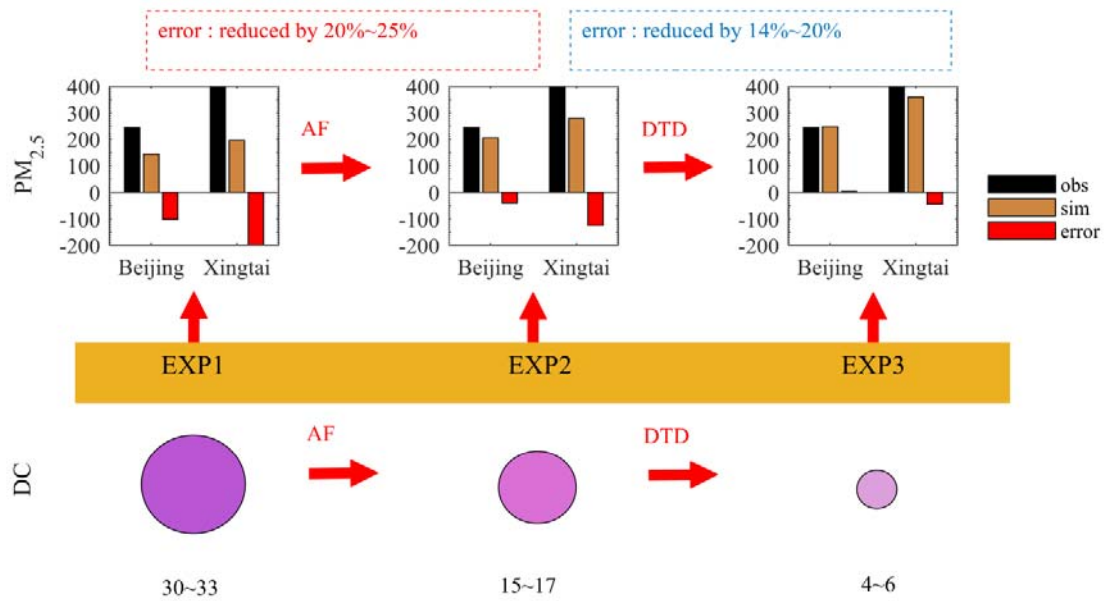 error : reduced by 20%~25%
error : reduced by 14%~20%
PM2.5
400
300
200
100
0
-100
-200
Beijing Xingtai
AF
400
300
200
100
0
-100
-200
Beijing Xingtai
DTD
400
300
200
100
0
-100
-200
Beijing Xingtai
obs
sim
error
EXP1 EXP2 EXP3
DC
AF
DTD
30~33 15~17 4~6